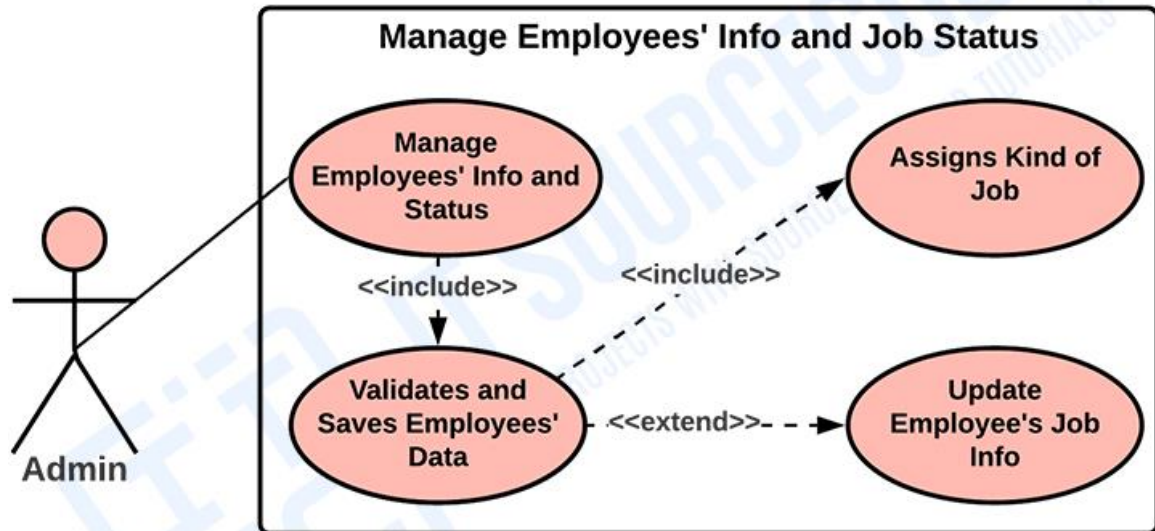 Manage Employees' Info and Job Status
Manage
Employees' Info and
Status
Assigns Kind of
Job
<<include>>
<<include>>
Validates and
Saves Employees'
Data
<<extend>>
Update
Employee's Job
Info
Admin